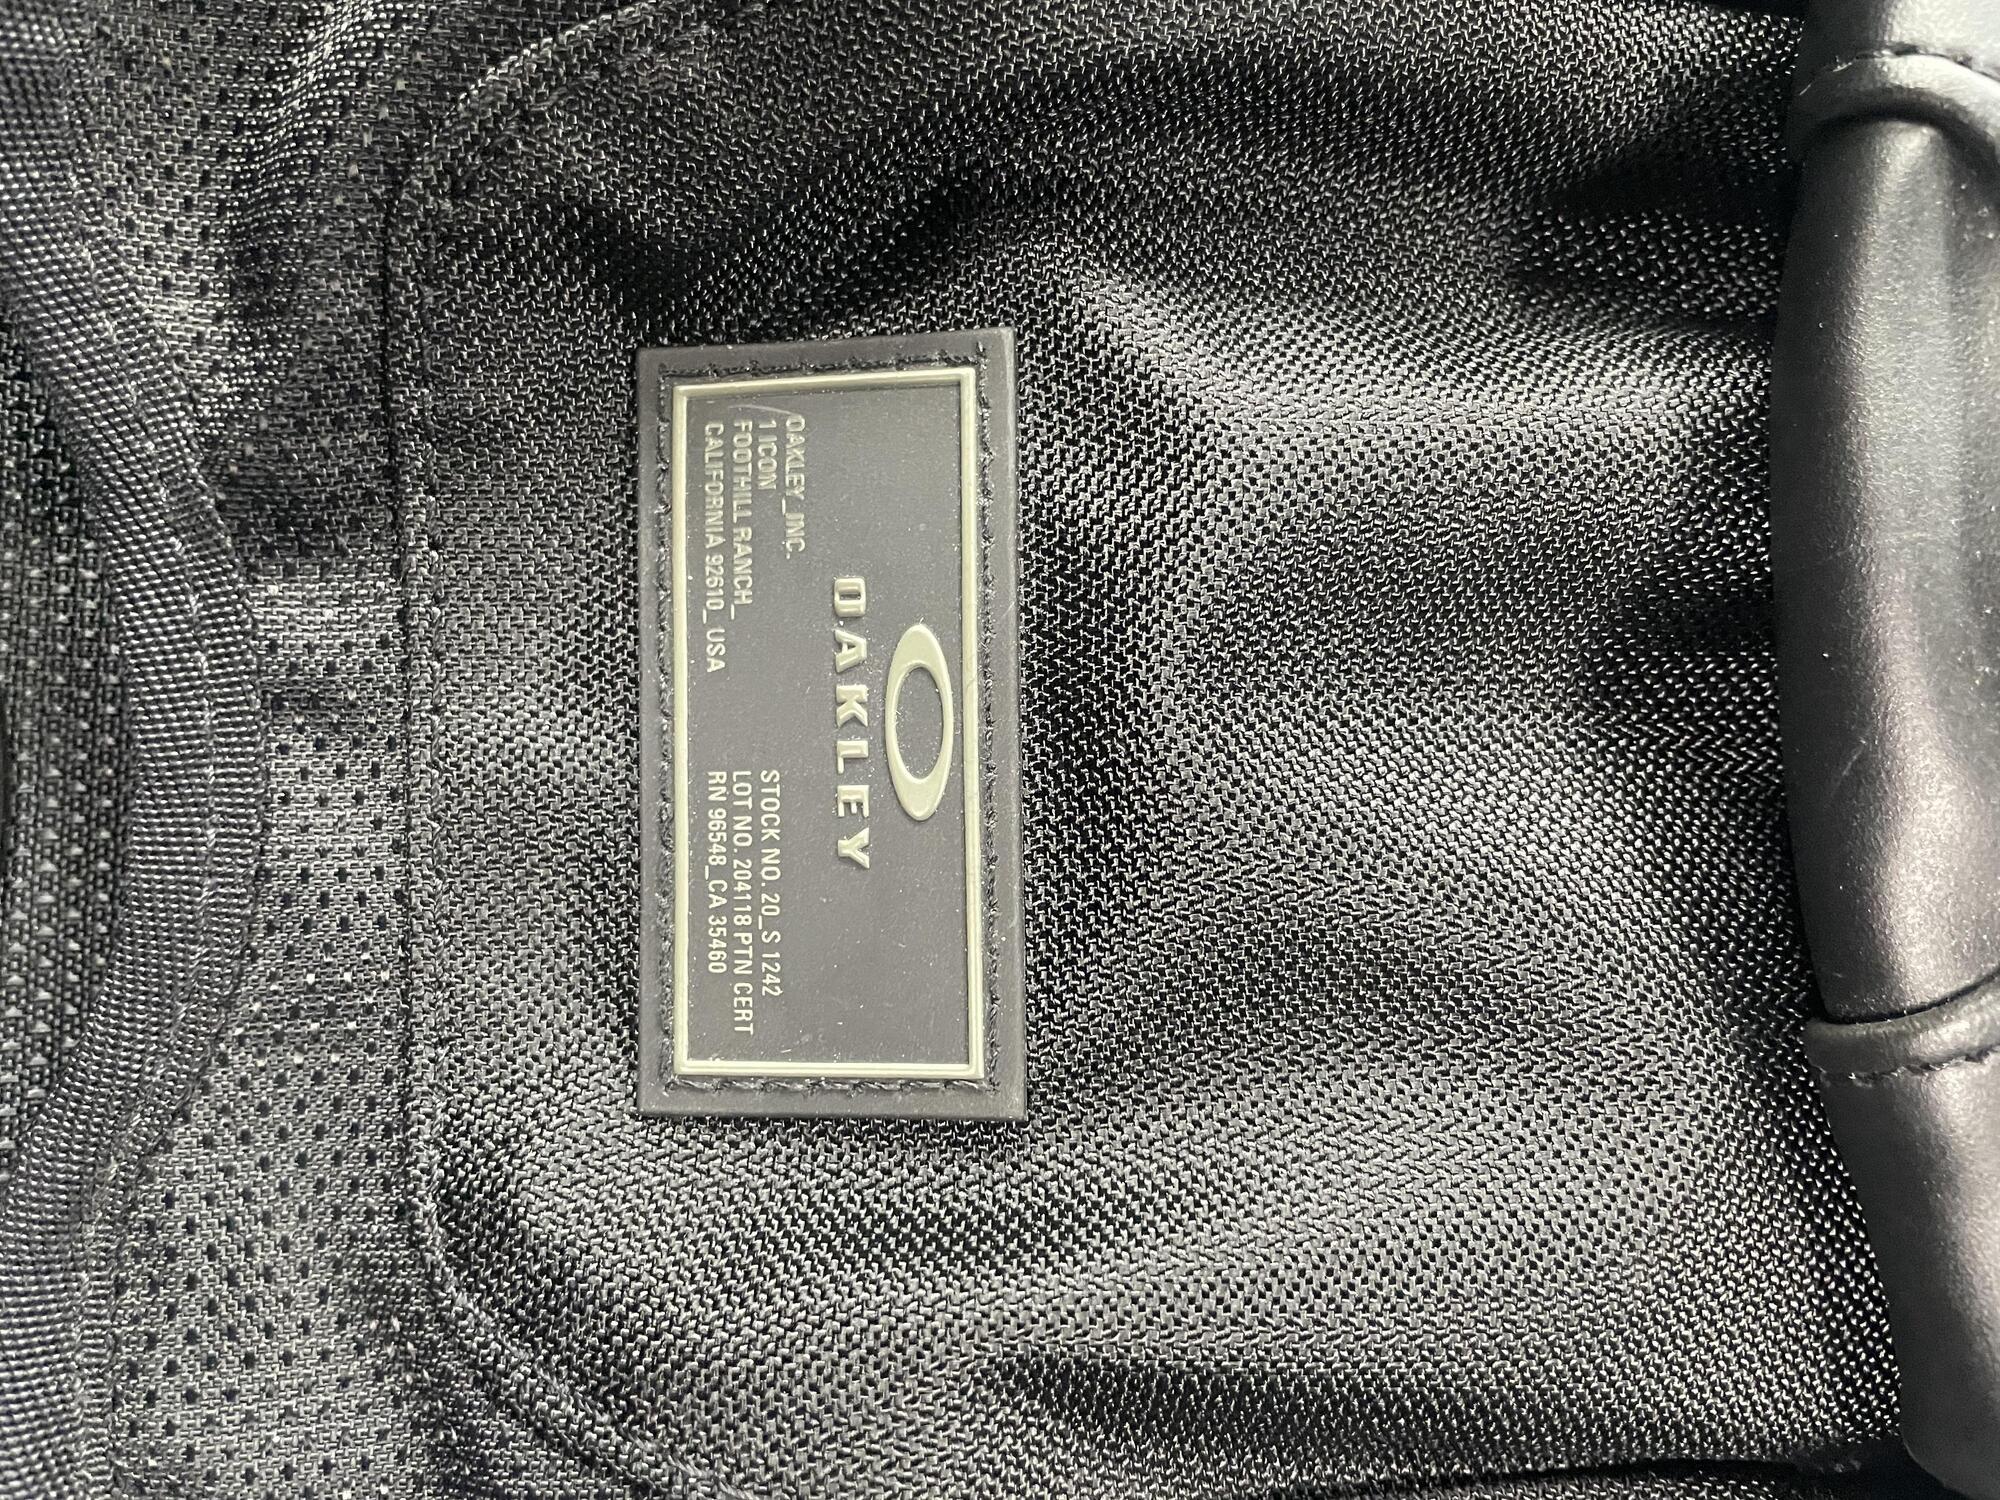 OAKLEY
OAKLEY_INC.
1 ICON
FOOTHILL RANCH_
CALIFORNIA 92610_USA
STOCK NO. 20_S 1242
LOT NO. 204118 PTN CERT
RN 96548_CA 35460